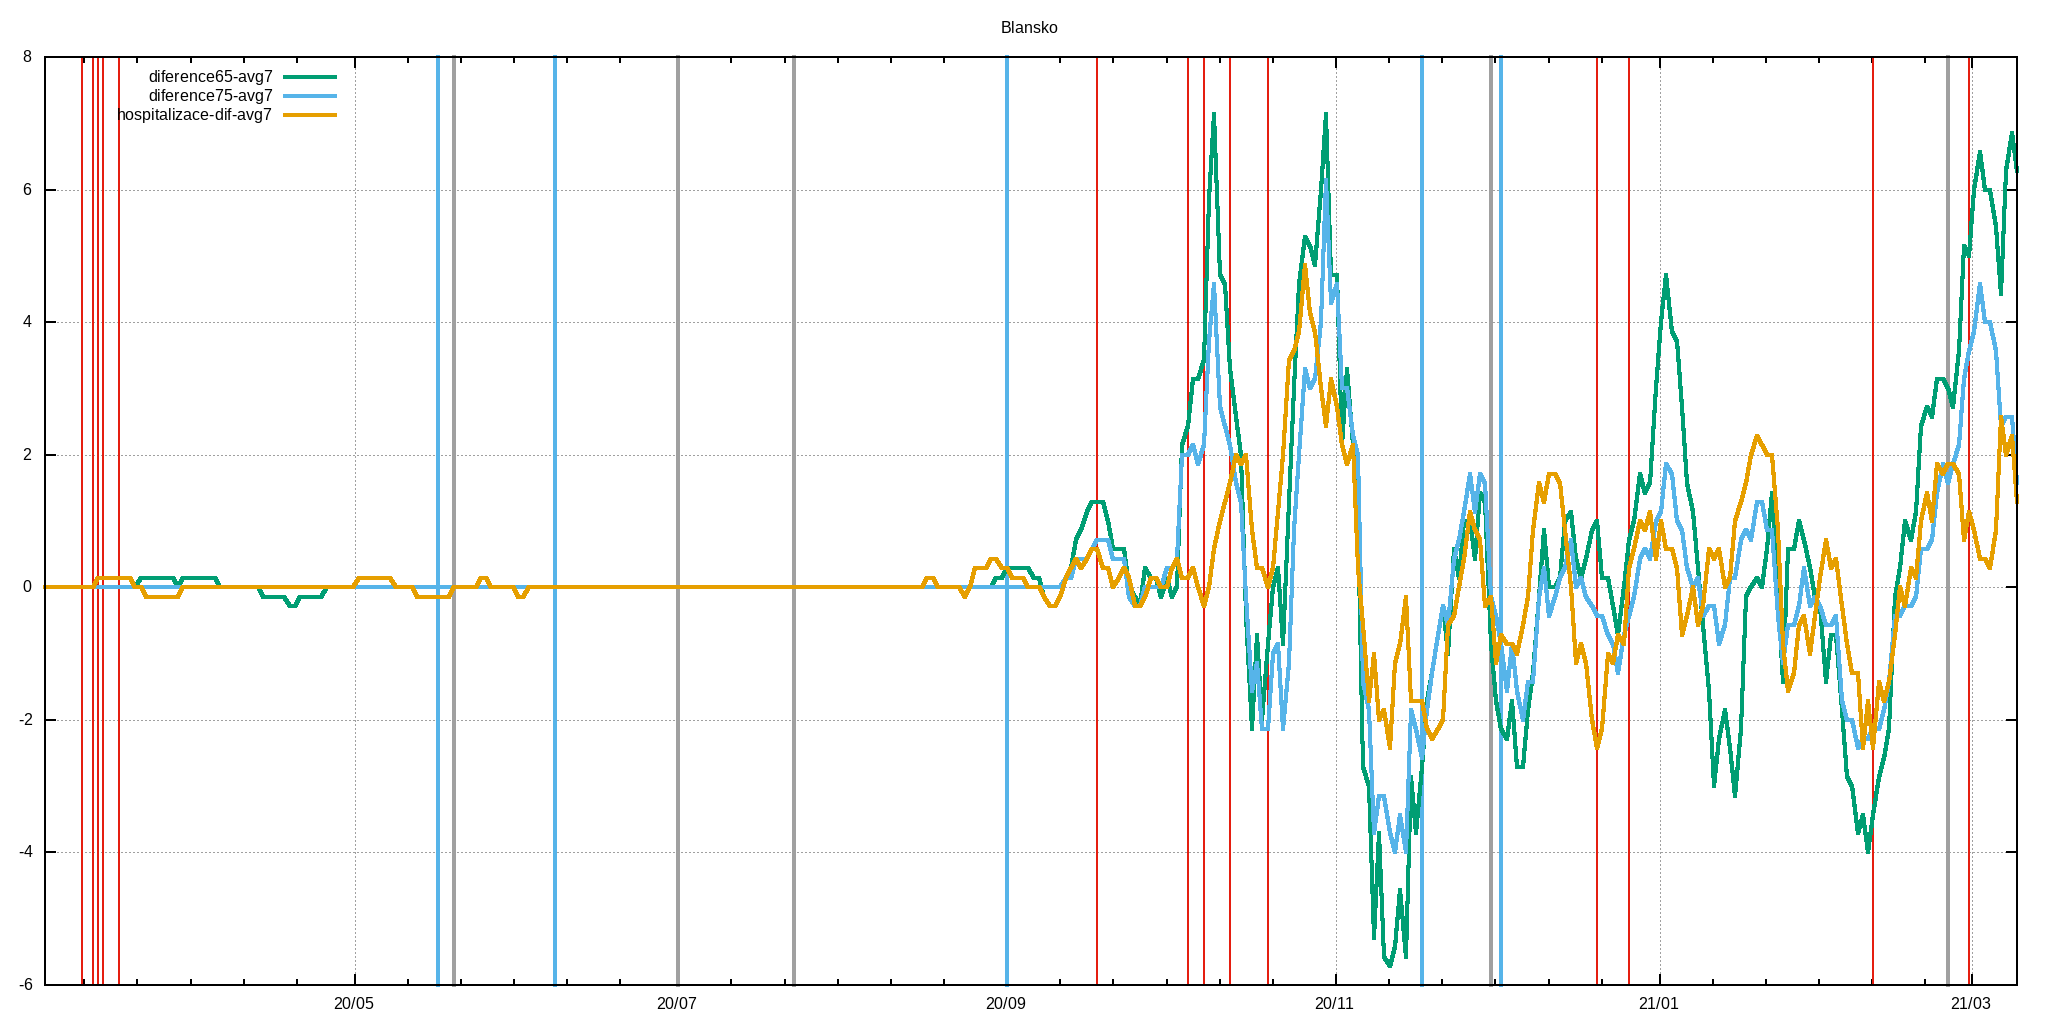 Blansko
8
diference65-avg7
diference75-avg7
hospitalizace-dif-avg7
6
4
2
0
-2
-4
-6
20/05 20/07 20/09 20/11 21/01 21/03